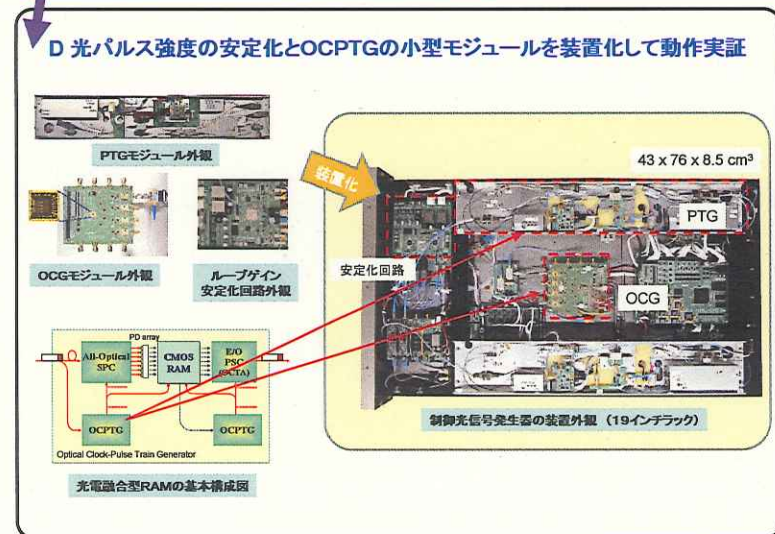 D 光パルス強度の安定化とOCPTGの小型モジュールを装置化して動作実証
PTGモジュール外観
OCGモジュール外観
ループゲイン
安定化回路外観
装置化
43 x 76 x 8.5 cm³
PTG
安定化回路
OCG
制御光信号発生器の装置外観（19インチラック）
PD array
All-Optical
SPC
CMOS
RAM
E/O
PSC
(OCTA)
OCPTG
OCPTG
Optical Clock-Pulse Train Generator
光電融合型RAMの基本構成図